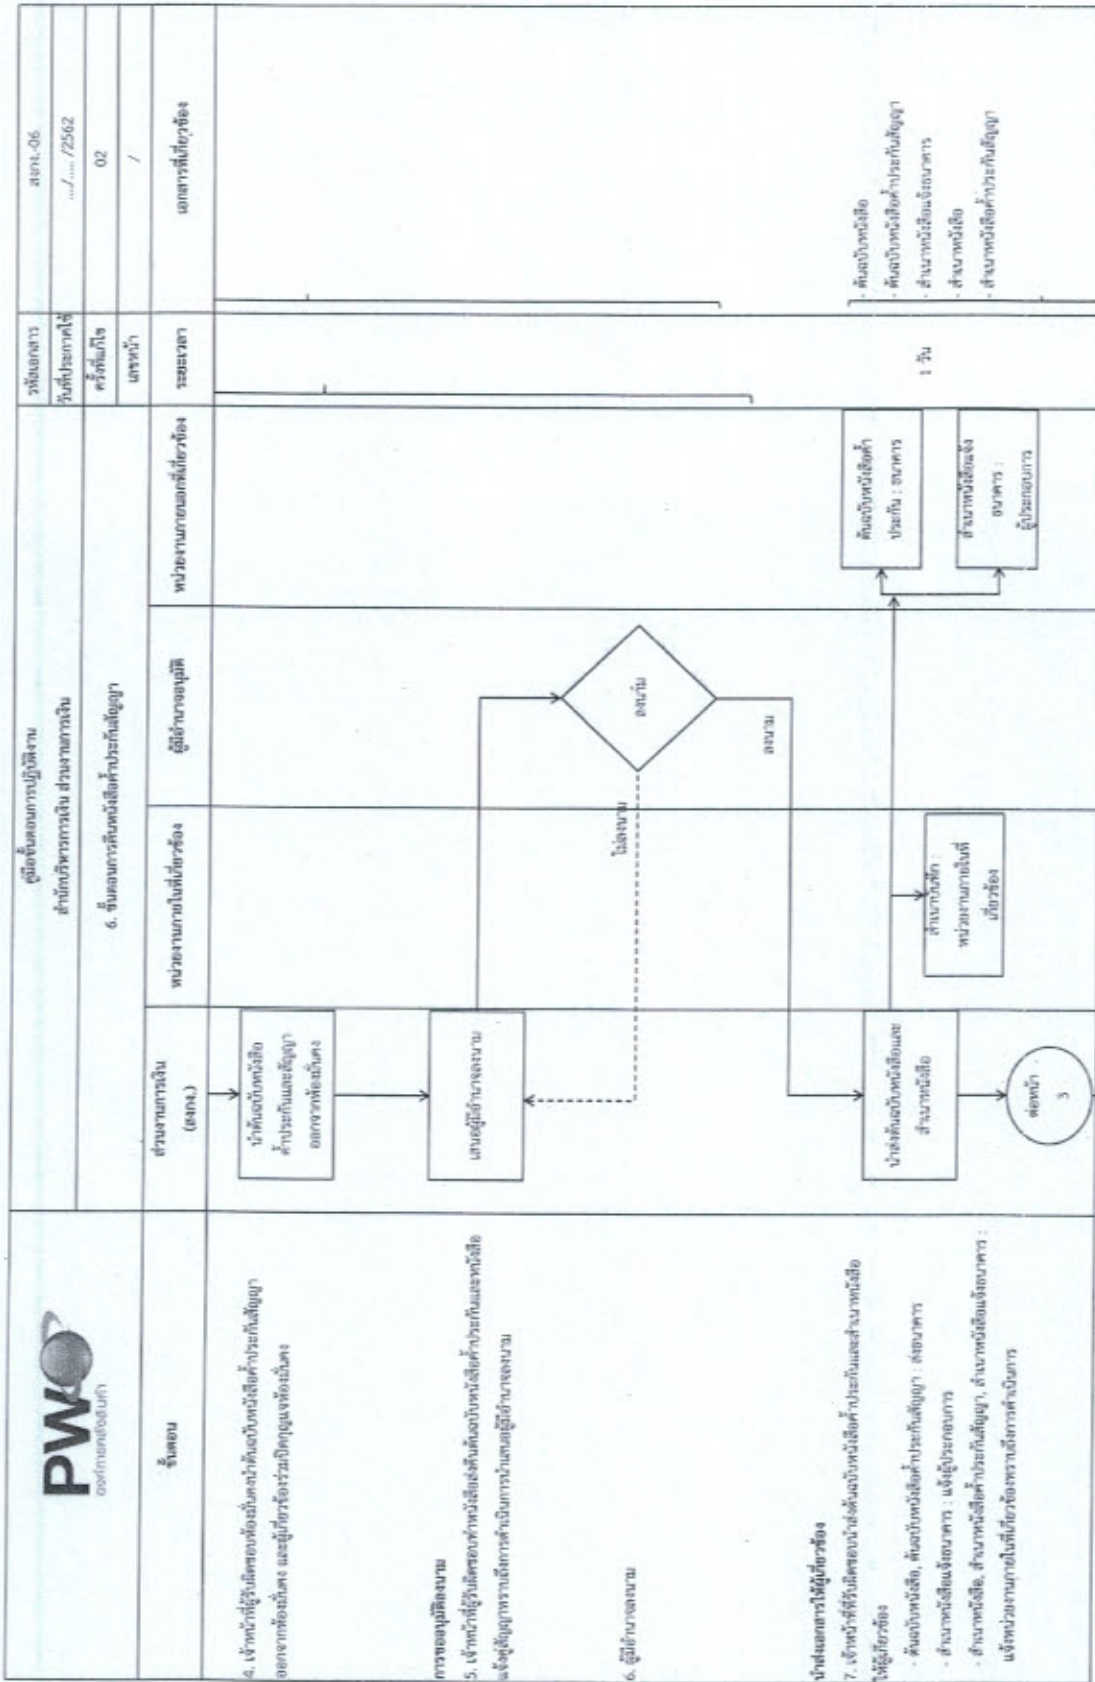 PWO
องค์การคลังสินค้า
คู่มือขั้นตอนการปฏิบัติงาน
สำนักบริหารการเงิน ส่วนงานการเงิน
6. ขั้นตอนการคืนหนังสือค้ำประกันสัญญา
รหัสเอกสาร
สงกง.-06
วันที่ประกาศใช้
.../..... /2562
ครั้งที่แก้ไข
02
เลขหน้า
/
ขั้นตอน
ส่วนงานการเงิน
(สงกง.)
หน่วยงานภายในที่เกี่ยวข้อง
ผู้มีอำนาจอนุมัติ
หน่วยงานภายนอกที่เกี่ยวข้อง
ระยะเวลา
เอกสารที่เกี่ยวข้อง
4. เจ้าหน้าที่ผู้รับผิดชอบห้องมั่นคงนำต้นฉบับหนังสือค้ำประกันสัญญา
ออกจากห้องมั่นคง และผู้เกี่ยวข้องร่วมปิดกุญแจห้องมั่นคง
นำต้นฉบับหนังสือ
ค้ำประกันและสัญญา
ออกจากห้องมั่นคง
การขออนุมัติลงนาม
5. เจ้าหน้าที่ผู้รับผิดชอบทำหนังสือส่งคืนต้นฉบับหนังสือค้ำประกันและหนังสือ
แจ้งคู่สัญญาทราบถึงการดำเนินการนำเสนอผู้มีอำนาจลงนาม
เสนอผู้มีอำนาจลงนาม
6. ผู้มีอำนาจลงนาม
ไม่ลงนาม
ลงนาม
ลงนาม
นำส่งเอกสารให้ผู้เกี่ยวข้อง
7. เจ้าหน้าที่ที่รับผิดชอบนำส่งต้นฉบับหนังสือค้ำประกันและสำเนาหนังสือ
ให้ผู้เกี่ยวข้อง
- ต้นฉบับหนังสือ, ต้นฉบับหนังสือค้ำประกันสัญญา : ส่งธนาคาร
- สำเนาหนังสือแจ้งธนาคาร : แจ้งผู้ประกอบการ
- สำเนาหนังสือ, สำเนาหนังสือค้ำประกันสัญญา, สำเนาหนังสือแจ้งธนาคาร :
แจ้งหน่วยงานภายในที่เกี่ยวข้องทราบถึงการดำเนินการ
นำส่งต้นฉบับหนังสือและ
สำเนาหนังสือ
สำเนาบันทึก :
หน่วยงานภายในที่
เกี่ยวข้อง
ต้นฉบับหนังสือค้ำ
ประกัน : ธนาคาร
สำเนาหนังสือแจ้ง
ธนาคาร :
ผู้ประกอบการ
1 วัน
- ต้นฉบับหนังสือ
- ต้นฉบับหนังสือค้ำประกันสัญญา
- สำเนาหนังสือแจ้งธนาคาร
- สำเนาหนังสือ
- สำเนาหนังสือค้ำประกันสัญญา
ต่อหน้า
3